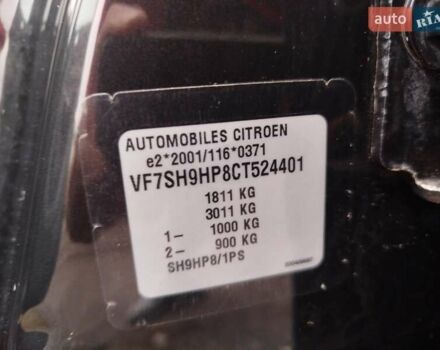 auto RIA
AUTOMOBILES CITROEN
e2*2001/116*0371
VF7SH9HP8CT524401
1811 KG
3011 KG
1– 1000 KG
2– 900 KG
SH9HP8/1PS